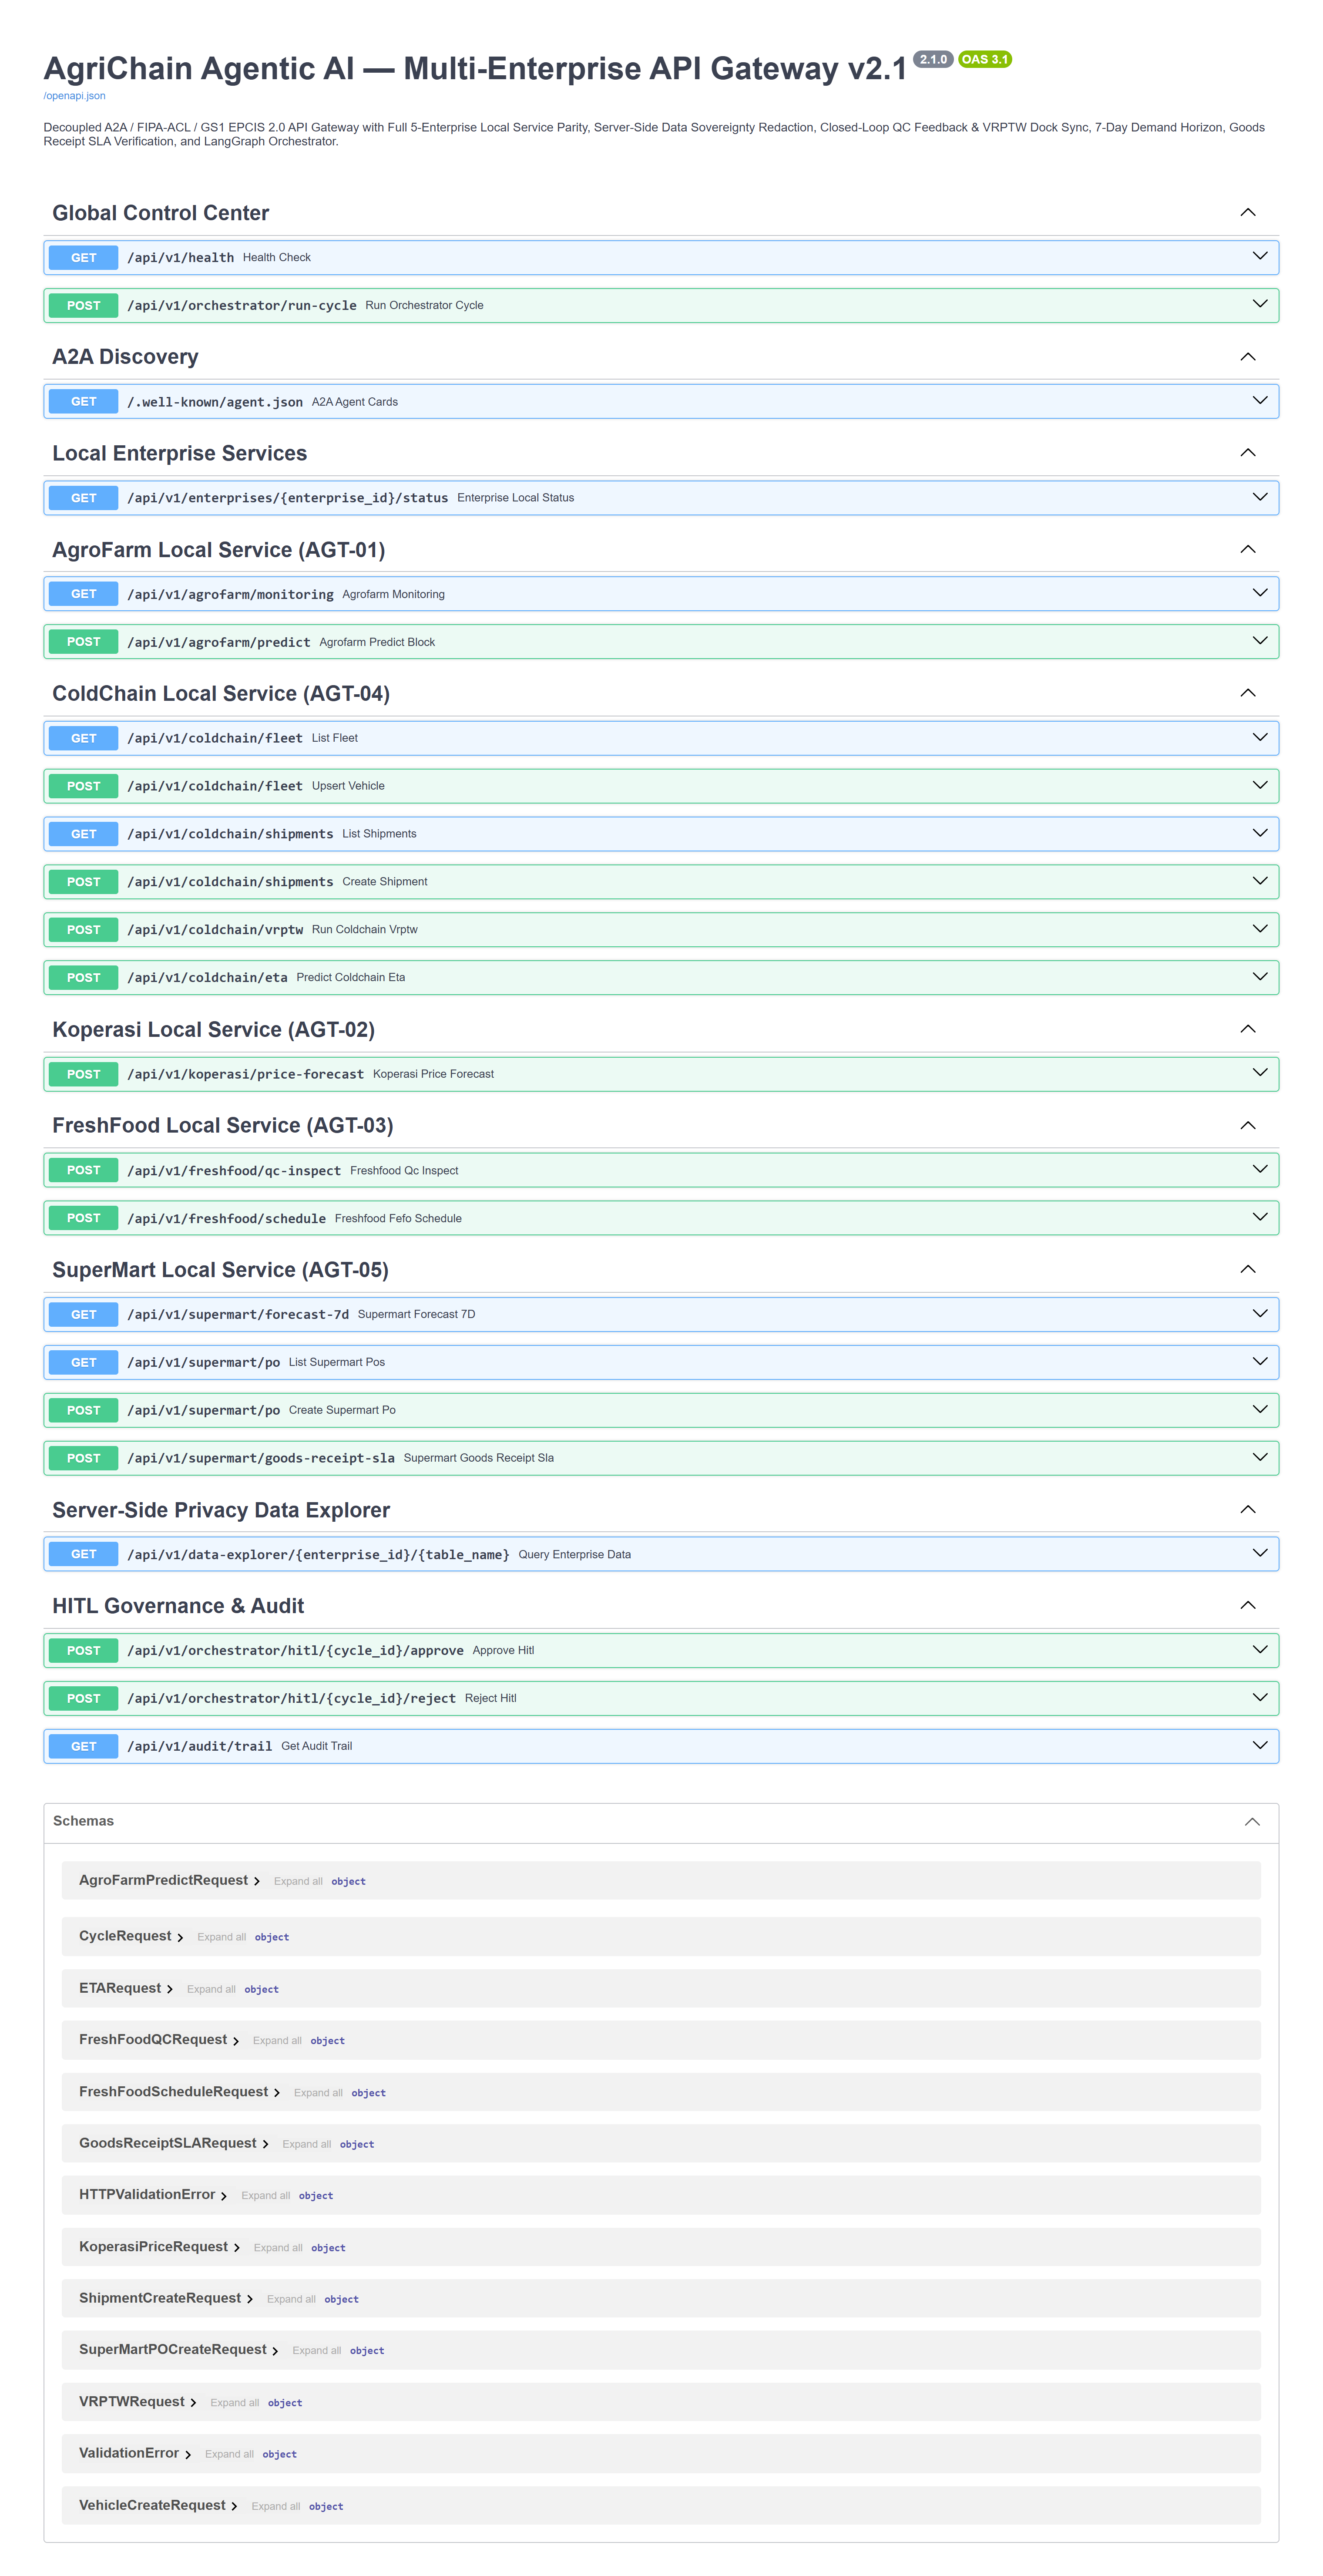 AgriChain Agentic AI — Multi-Enterprise API Gateway v2.1 2.1.0 OAS 3.1
/openapi.json
Decoupled A2A / FIPA-ACL / GS1 EPCIS 2.0 API Gateway with Full 5-Enterprise Local Service Parity, Server-Side Data Sovereignty Redaction, Closed-Loop QC Feedback & VRPTW Dock Sync, 7-Day Demand Horizon, Goods
Receipt SLA Verification, and LangGraph Orchestrator.
Global Control Center
GET /api/v1/health Health Check
POST /api/v1/orchestrator/run-cycle Run Orchestrator Cycle
A2A Discovery
GET /.well-known/agent.json A2A Agent Cards
Local Enterprise Services
GET /api/v1/enterprises/{enterprise_id}/status Enterprise Local Status
AgroFarm Local Service (AGT-01)
GET /api/v1/agrofarm/monitoring Agrofarm Monitoring
POST /api/v1/agrofarm/predict Agrofarm Predict Block
ColdChain Local Service (AGT-04)
GET /api/v1/coldchain/fleet List Fleet
POST /api/v1/coldchain/fleet Upsert Vehicle
GET /api/v1/coldchain/shipments List Shipments
POST /api/v1/coldchain/shipments Create Shipment
POST /api/v1/coldchain/vrptw Run Coldchain Vrptw
POST /api/v1/coldchain/eta Predict Coldchain Eta
Koperasi Local Service (AGT-02)
POST /api/v1/koperasi/price-forecast Koperasi Price Forecast
FreshFood Local Service (AGT-03)
POST /api/v1/freshfood/qc-inspect Freshfood Qc Inspect
POST /api/v1/freshfood/schedule Freshfood Fefo Schedule
SuperMart Local Service (AGT-05)
GET /api/v1/supermart/forecast-7d Supermart Forecast 7D
GET /api/v1/supermart/po List Supermart Pos
POST /api/v1/supermart/po Create Supermart Po
POST /api/v1/supermart/goods-receipt-sla Supermart Goods Receipt Sla
Server-Side Privacy Data Explorer
GET /api/v1/data-explorer/{enterprise_id}/{table_name} Query Enterprise Data
HITL Governance & Audit
POST /api/v1/orchestrator/hitl/{cycle_id}/approve Approve Hitl
POST /api/v1/orchestrator/hitl/{cycle_id}/reject Reject Hitl
GET /api/v1/audit/trail Get Audit Trail
Schemas
AgroFarmPredictRequest Expand all object
CycleRequest Expand all object
ETARequest Expand all object
FreshFoodQCRequest Expand all object
FreshFoodScheduleRequest Expand all object
GoodsReceiptSLARequest Expand all object
HTTPValidationError Expand all object
KoperasiPriceRequest Expand all object
ShipmentCreateRequest Expand all object
SuperMartPOCreateRequest Expand all object
VRPTWRequest Expand all object
ValidationError Expand all object
VehicleCreateRequest Expand all object